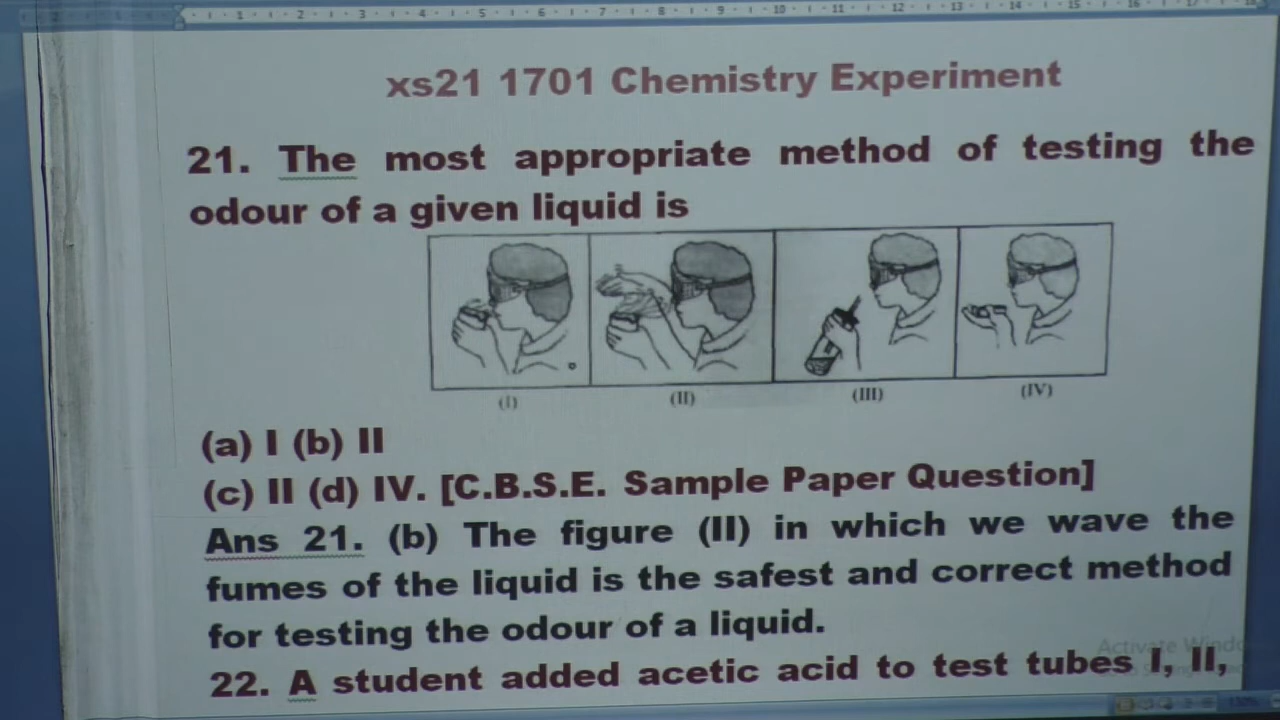 xs21 1701 Chemistry Experiment
21. The most appropriate method of testing the
odour of a given liquid is
(I) (II) (III) (IV)
(a) I (b) II
(c) II (d) IV. [C.B.S.E. Sample Paper Question]
Ans 21. (b) The figure (II) in which we wave the
fumes of the liquid is the safest and correct method
for testing the odour of a liquid.
Activate Windo
22. A student added acetic acid to test tubes I, II,